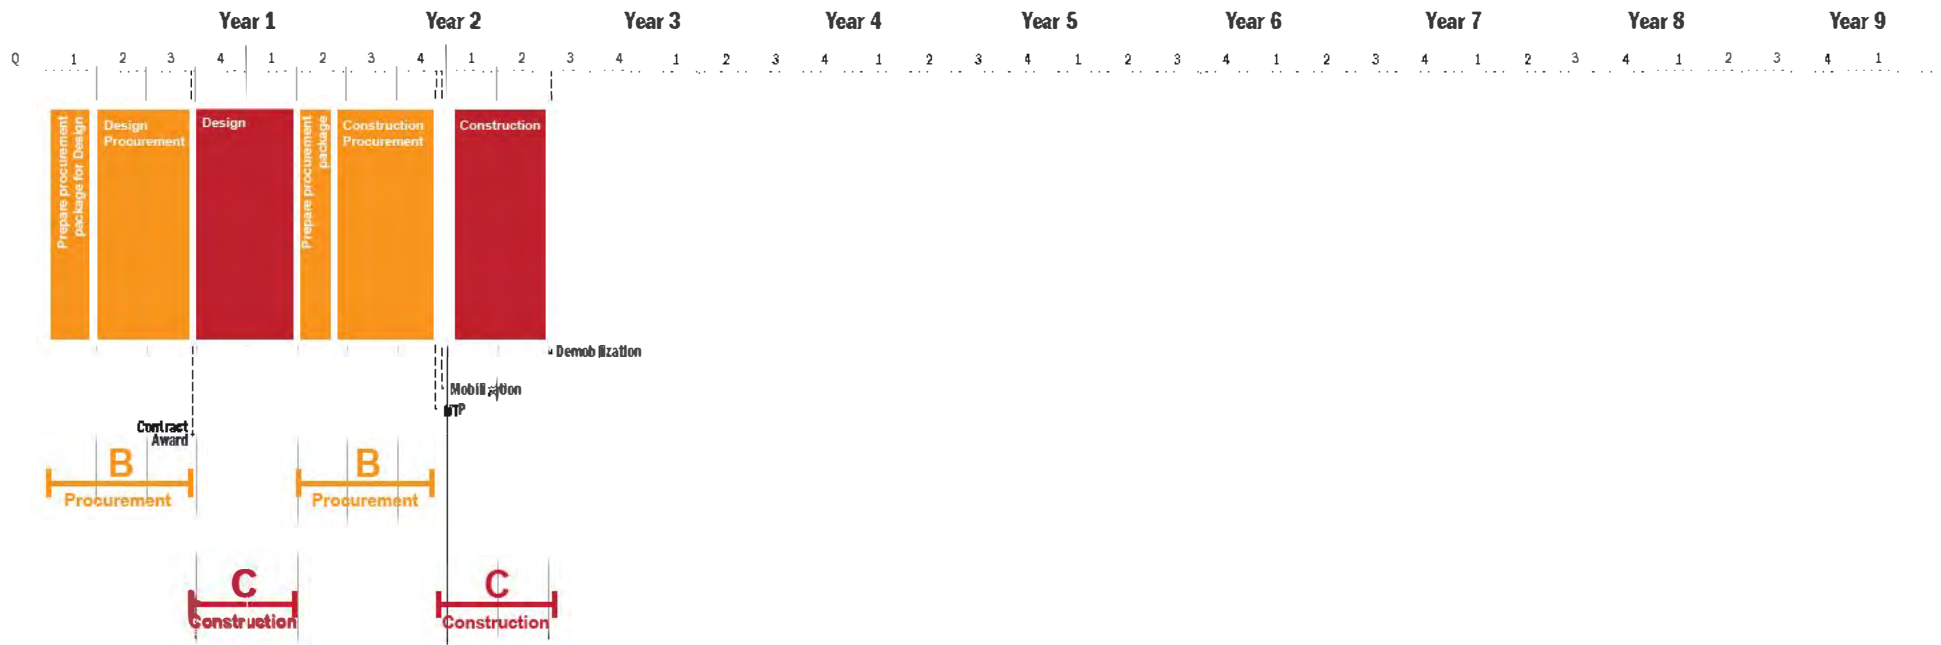 Year 1 Year 2 Year 3 Year 4 Year 5 Year 6 Year 7 Year 8 Year 9
Q 1 2 3 4 1 2 3 4 1 2 3 4 1 2 3 4 1 2 3 4 1 2 3 4 1 2 3 4 1 2 3 4 1 2 3 4 1
Prepare procurement
package for Design
Design
Procurement
Design
Prepare procurement
package
Construction
Procurement
Construction
Demobilization
Mobilization
NTP
Contract
Award
B
Procurement
B
Procurement
C
Construction
C
Construction